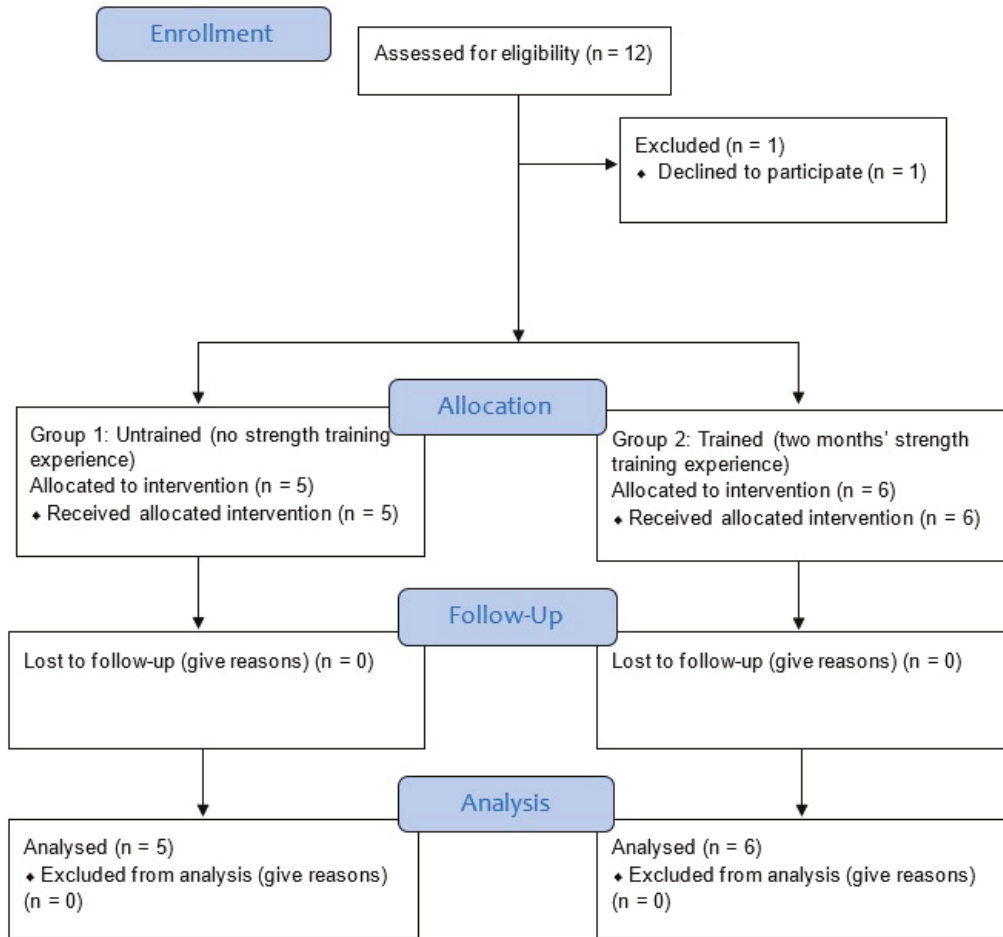 Enrollment
Assessed for eligibility (n = 12)
Excluded (n = 1)
⬥ Declined to participate (n = 1)
Allocation
Group 1: Untrained (no strength training
experience)
Allocated to intervention (n = 5)
⬥ Received allocated intervention (n = 5)
Group 2: Trained (two months’ strength
training experience)
Allocated to intervention (n = 6)
⬥ Received allocated intervention (n = 6)
Follow-Up
Lost to follow-up (give reasons) (n = 0)
Lost to follow-up (give reasons) (n = 0)
Analysis
Analysed (n = 5)
⬥ Excluded from analysis (give reasons)
(n = 0)
Analysed (n = 6)
⬥ Excluded from analysis (give reasons)
(n = 0)